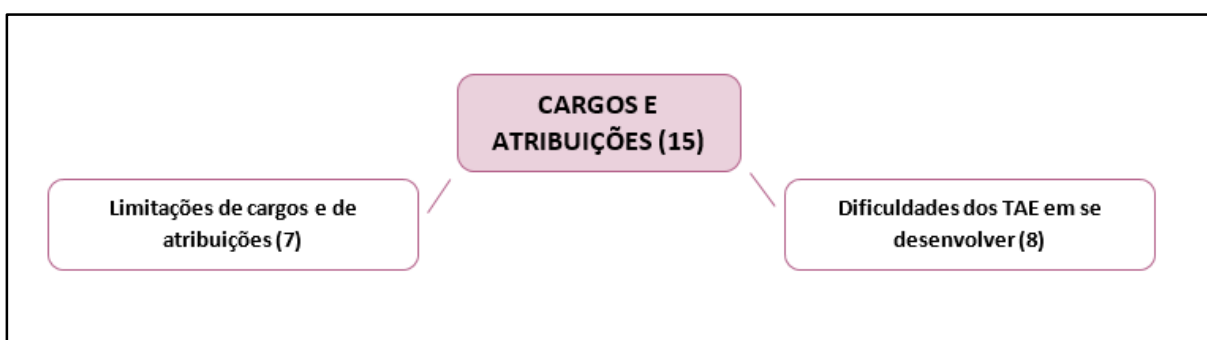 CARGOS E
ATRIBUIÇÕES (15)
Limitações de cargos e de
atribuições (7)
Dificuldades dos TAE em se
desenvolver (8)